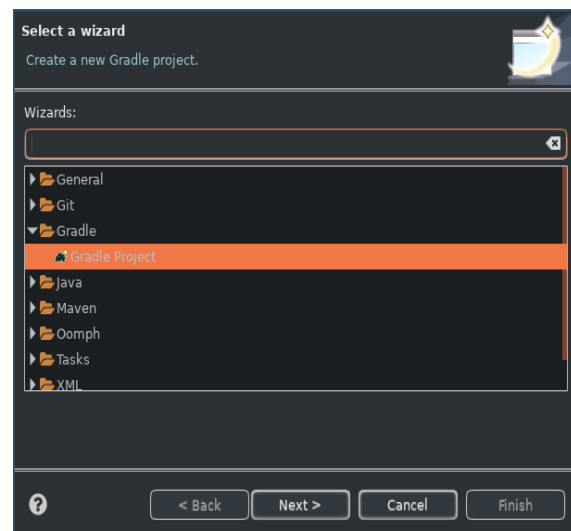 Select a wizard
Create a new Gradle project.
Wizards:
General
Git
Gradle
Gradle Project
Java
Maven
Oomph
Tasks
XML
?
< Back Next > Cancel Finish